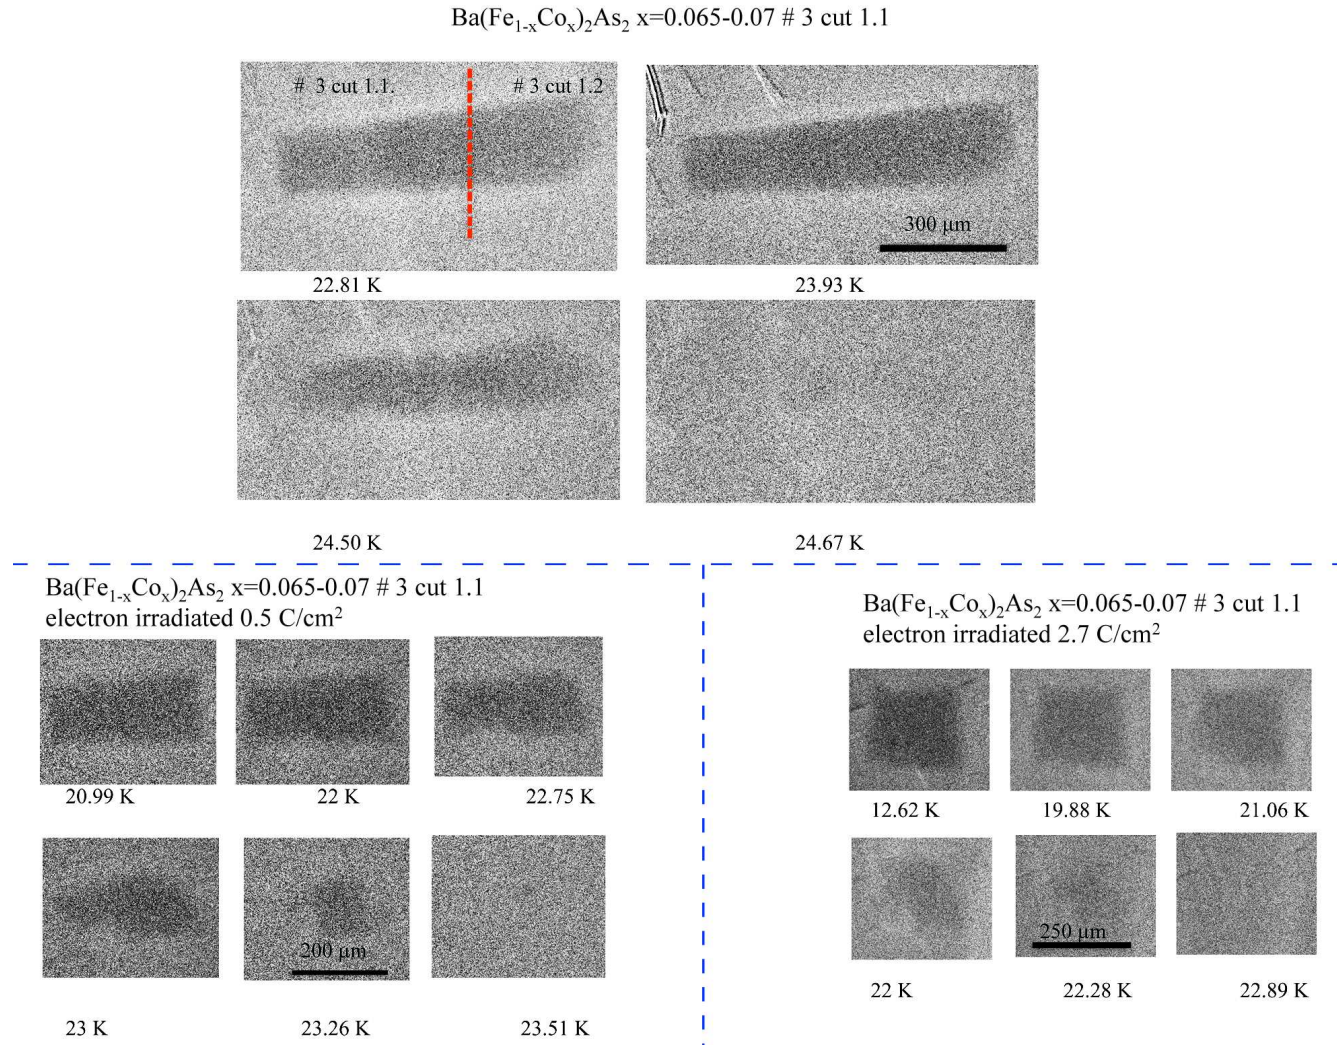 Ba(Fe₁₋ₓCoₓ)₂As₂ x=0.065-0.07 # 3 cut 1.1
# 3 cut 1.1.
# 3 cut 1.2
300 µm
22.81 K
23.93 K
24.50 K
24.67 K
Ba(Fe₁₋ₓCoₓ)₂As₂ x=0.065-0.07 # 3 cut 1.1
electron irradiated 0.5 C/cm²
20.99 K
22 K
22.75 K
200 µm
23 K
23.26 K
23.51 K
Ba(Fe₁₋ₓCoₓ)₂As₂ x=0.065-0.07 # 3 cut 1.1
electron irradiated 2.7 C/cm²
12.62 K
19.88 K
21.06 K
250 µm
22 K
22.28 K
22.89 K